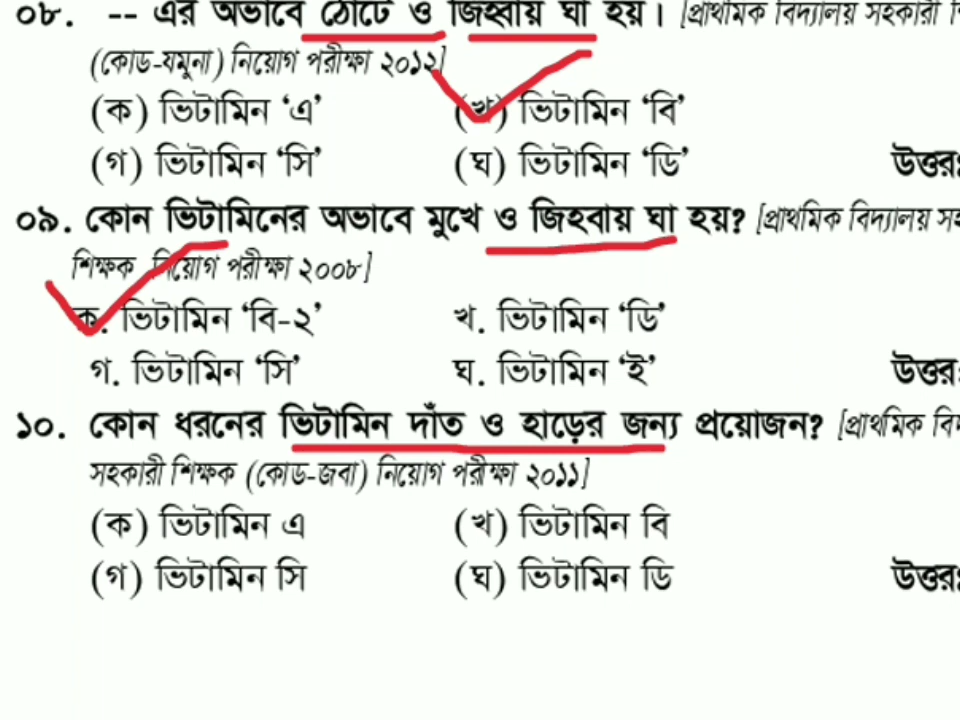 ০৮. -- এর অভাবে ঠোঁটে ও জিহ্বায় ঘা হয়। [প্রাথমিক বিদ্যালয় সহকারী
(কোড-যমুনা) নিয়োগ পরীক্ষা ২০১২]
(ক) ভিটামিন ‘এ’ (খ) ভিটামিন ‘বি’
(গ) ভিটামিন ‘সি’ (ঘ) ভিটামিন ‘ডি’ উত্তর:
০৯. কোন ভিটামিনের অভাবে মুখে ও জিহবায় ঘা হয়? [প্রাথমিক বিদ্যালয়
শিক্ষক নিয়োগ পরীক্ষা ২০০৮]
ক. ভিটামিন ‘বি-২’ খ. ভিটামিন ‘ডি’
গ. ভিটামিন ‘সি’ ঘ. ভিটামিন ‘ই’ উত্তর:
১০. কোন ধরনের ভিটামিন দাঁত ও হাড়ের জন্য প্রয়োজন? [প্রাথমিক
সহকারী শিক্ষক (কোড-জবা) নিয়োগ পরীক্ষা ২০১১]
(ক) ভিটামিন এ (খ) ভিটামিন বি
(গ) ভিটামিন সি (ঘ) ভিটামিন ডি উত্তর: